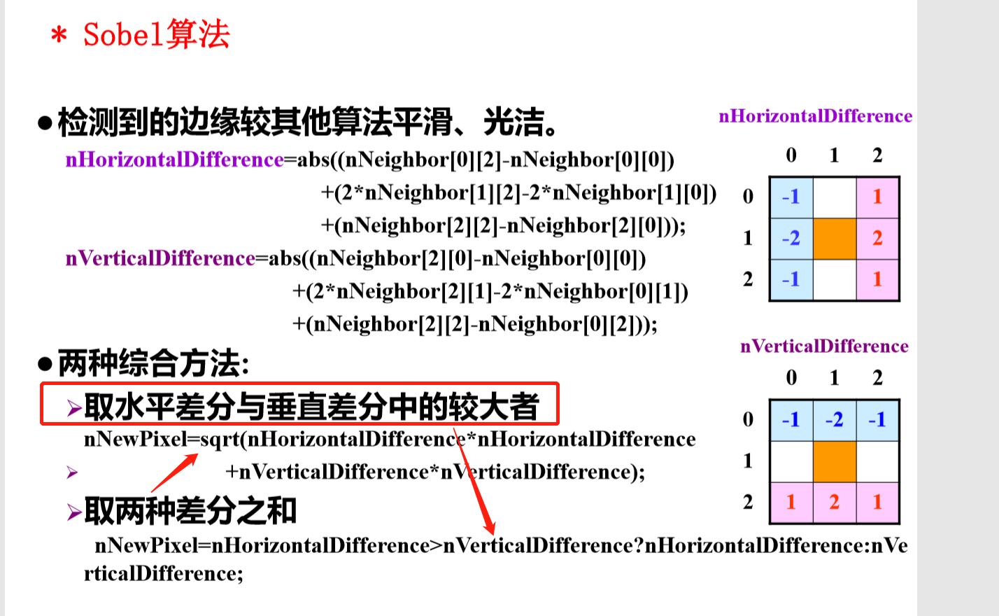 * Sobel算法
●检测到的边缘较其他算法平滑、光洁。
nHorizontalDifference=abs((nNeighbor[0][2]-nNeighbor[0][0])
+(2*nNeighbor[1][2]-2*nNeighbor[1][0])
+(nNeighbor[2][2]-nNeighbor[2][0]));
nVerticalDifference=abs((nNeighbor[2][0]-nNeighbor[0][0])
+(2*nNeighbor[2][1]-2*nNeighbor[0][1])
+(nNeighbor[2][2]-nNeighbor[0][2]));
●两种综合方法:
➢取水平差分与垂直差分中的较大者
nNewPixel=sqrt(nHorizontalDifference*nHorizontalDifference
➢ +nVerticalDifference*nVerticalDifference);
➢取两种差分之和
nNewPixel=nHorizontalDifference>nVerticalDifference?nHorizontalDifference:nVe
rticalDifference;
nHorizontalDifference
0 1 2
0 -1 1
1 -2 2
2 -1 1
nVerticalDifference
0 1 2
0 -1 -2 -1
1
2 1 2 1